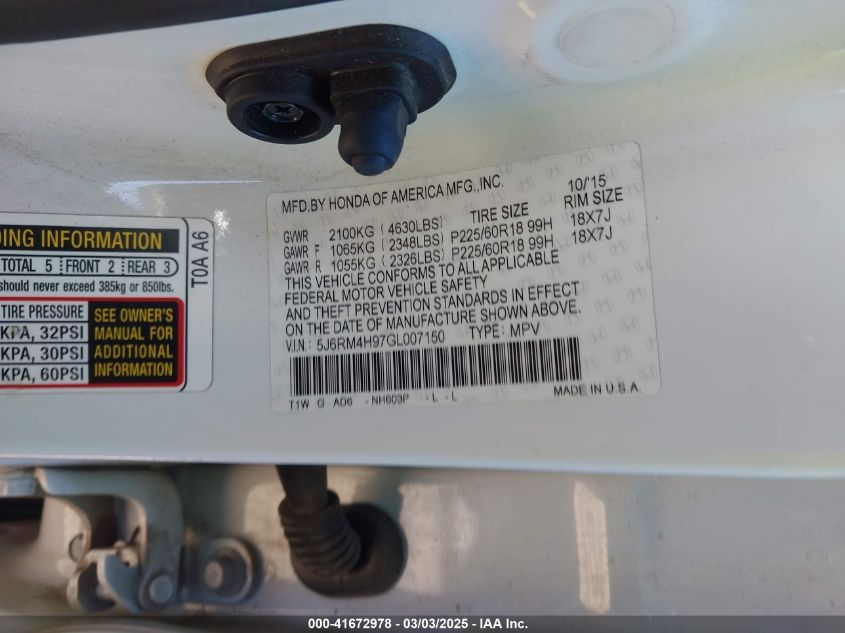 DING INFORMATION
TOTAL 5 FRONT 2 REAR 3
should never exceed 385kg or 850lbs.
TIRE PRESSURE
KPA, 32PSI
KPA, 30PSI
KPA, 60PSI
SEE OWNER'S
MANUAL FOR
ADDITIONAL
INFORMATION
T0A A6
MFD.BY HONDA OF AMERICA MFG.,INC. 10/'15
TIRE SIZE RIM SIZE
GVWR 2100KG ( 4630LBS)
GAWR F 1065KG ( 2348LBS) P225/60R18 99H 18X7J
GAWR R 1055KG ( 2326LBS) P225/60R18 99H 18X7J
THIS VEHICLE CONFORMS TO ALL APPLICABLE
FEDERAL MOTOR VEHICLE SAFETY
AND THEFT PREVENTION STANDARDS IN EFFECT
ON THE DATE OF MANUFACTURE SHOWN ABOVE.
V.I.N: 5J6RM4H97GL007150 TYPE: MPV
T1W G AD6 - NH603P - L - L
MADE IN U.S.A.
000-41672978 - 03/03/2025 - IAA Inc.